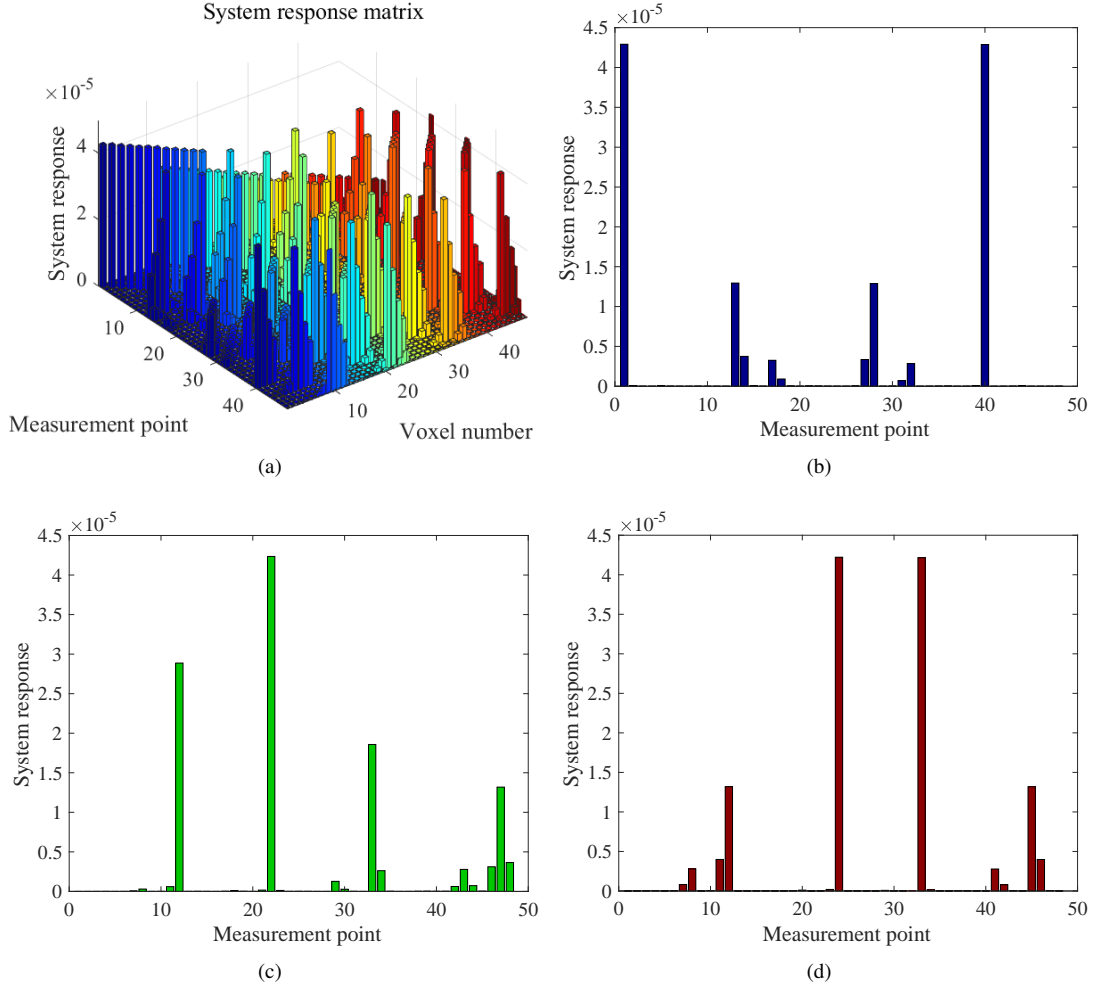 System response matrix
×10-5
4
2
0
System response
10
20
30
40
Measurement point
10
20
30
40
Voxel number
(a)
×10-5
4.5
4
3.5
3
2.5
2
1.5
1
0.5
0
System response
0 10 20 30 40 50
Measurement point
(b)
×10-5
4.5
4
3.5
3
2.5
2
1.5
1
0.5
0
System response
0 10 20 30 40 50
Measurement point
(c)
×10-5
4.5
4
3.5
3
2.5
2
1.5
1
0.5
0
System response
0 10 20 30 40 50
Measurement point
(d)